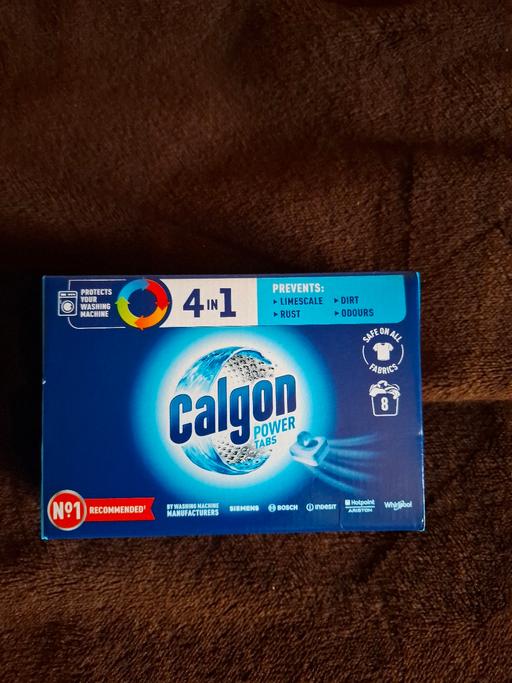 PROTECTS
YOUR
WASHING
MACHINE
4 IN 1
PREVENTS:
▸ LIMESCALE ▸ DIRT
▸ RUST ▸ ODOURS
SAFE ON ALL
FABRICS
8
Calgon
POWER
TABS
Nº1 RECOMMENDED†
BY WASHING MACHINE
MANUFACTURERS
SIEMENS
BOSCH
indesit
Hotpoint
ARISTON
Whirlpool